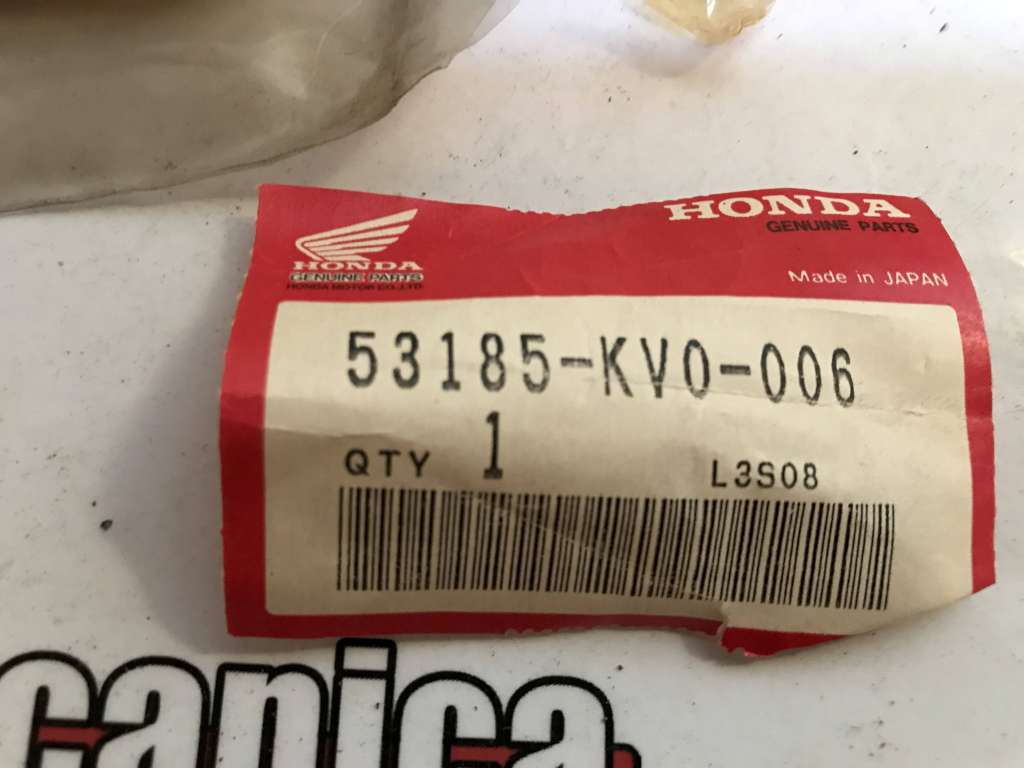 HONDA
GENUINE PARTS
HONDA MOTOR CO.,LTD.
HONDA
GENUINE PARTS
Made in JAPAN
53185-KV0-006
QTY 1 L3S08
canica